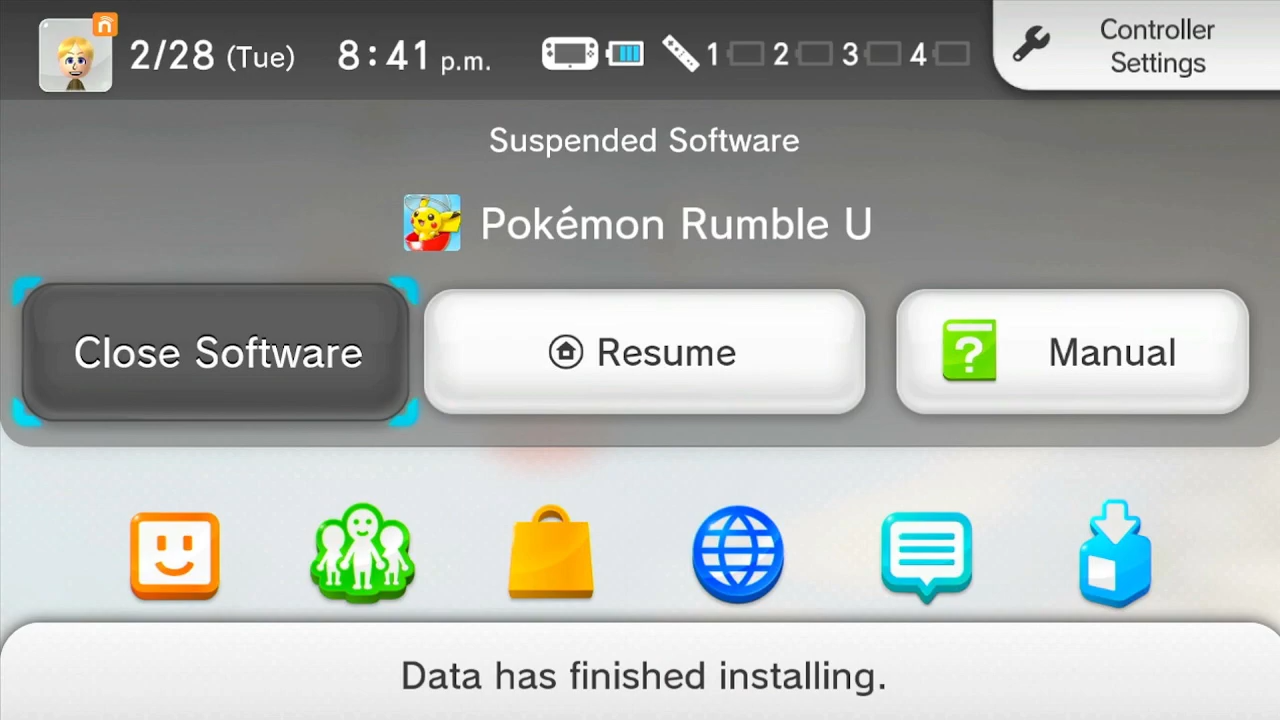 2/28 (Tue) 8:41 p.m. 1 2 3 4
Controller
Settings
Suspended Software
Pokémon Rumble U
Close Software
Resume
? Manual
Data has finished installing.